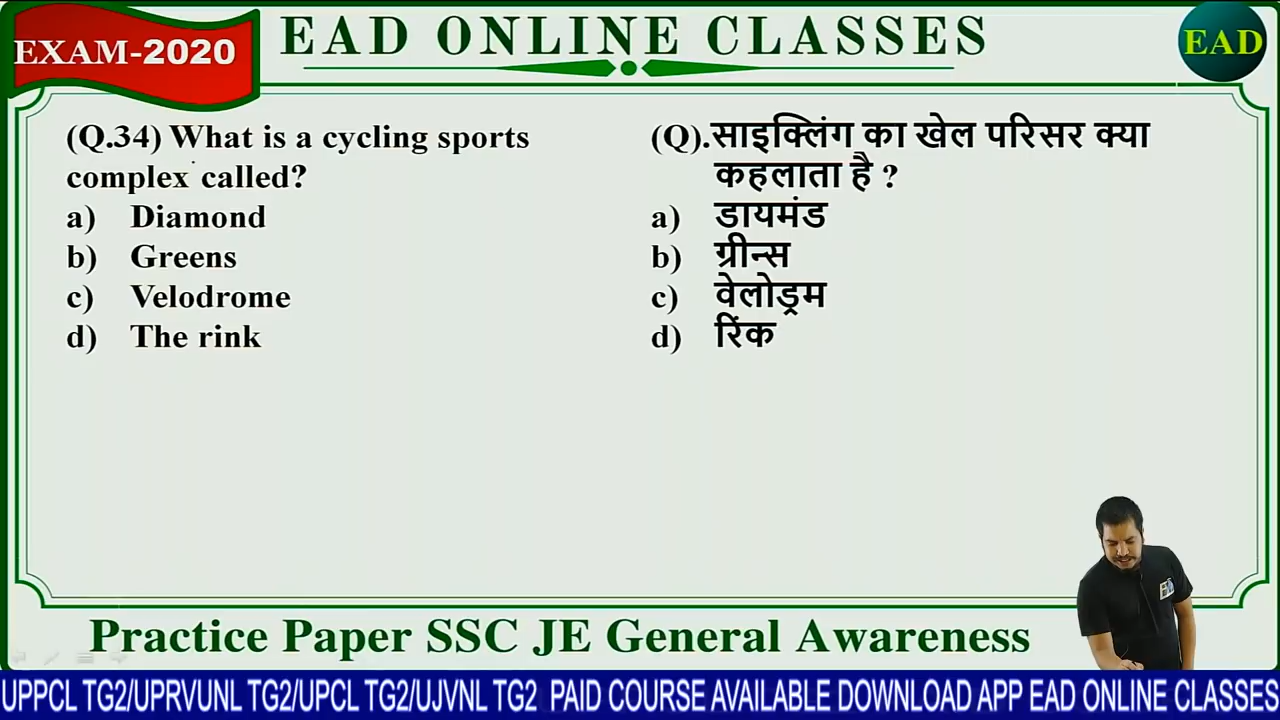 EXAM-2020
EAD ONLINE CLASSES
EAD
(Q.34) What is a cycling sports
complex called?
a) Diamond
b) Greens
c) Velodrome
d) The rink
(Q).साइक्लिंग का खेल परिसर क्या
कहलाता है ?
a) डायमंड
b) ग्रीन्स
c) वेलोड्रम
d) रिंक
Practice Paper SSC JE General Awareness
UPPCL TG2/UPRVUNL TG2/UPCL TG2/UJVNL TG2 PAID COURSE AVAILABLE DOWNLOAD APP EAD ONLINE CLASSES